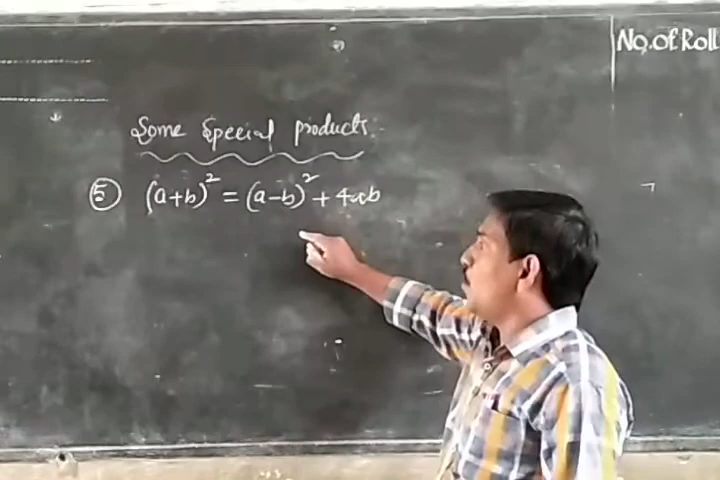 No. of Roll
Some Special products
⑤ (a+b)² = (a-b)² + 4ab